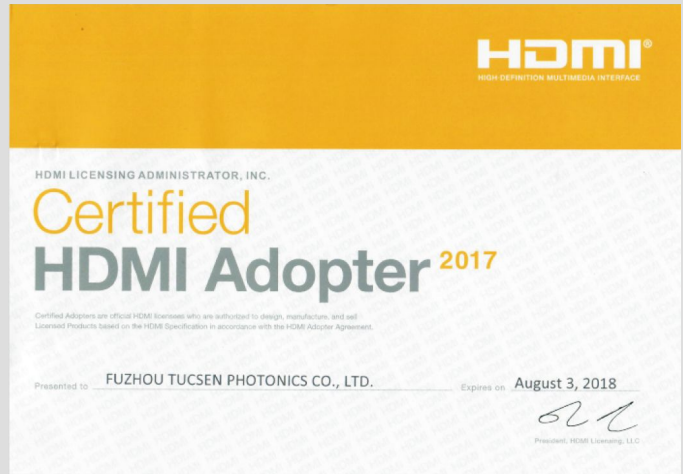 HDMI®
HIGH-DEFINITION MULTIMEDIA INTERFACE
HDMI LICENSING ADMINISTRATOR, INC.
Certified
HDMI Adopter 2017
Certified Adopters are official HDMI licensees who are authorized to design, manufacture, and sell
Licensed Products based on the HDMI Specification in accordance with the HDMI Adopter Agreement.
Presented to FUZHOU TUCSEN PHOTONICS CO., LTD. Expires on August 3, 2018
President, HDMI Licensing, LLC